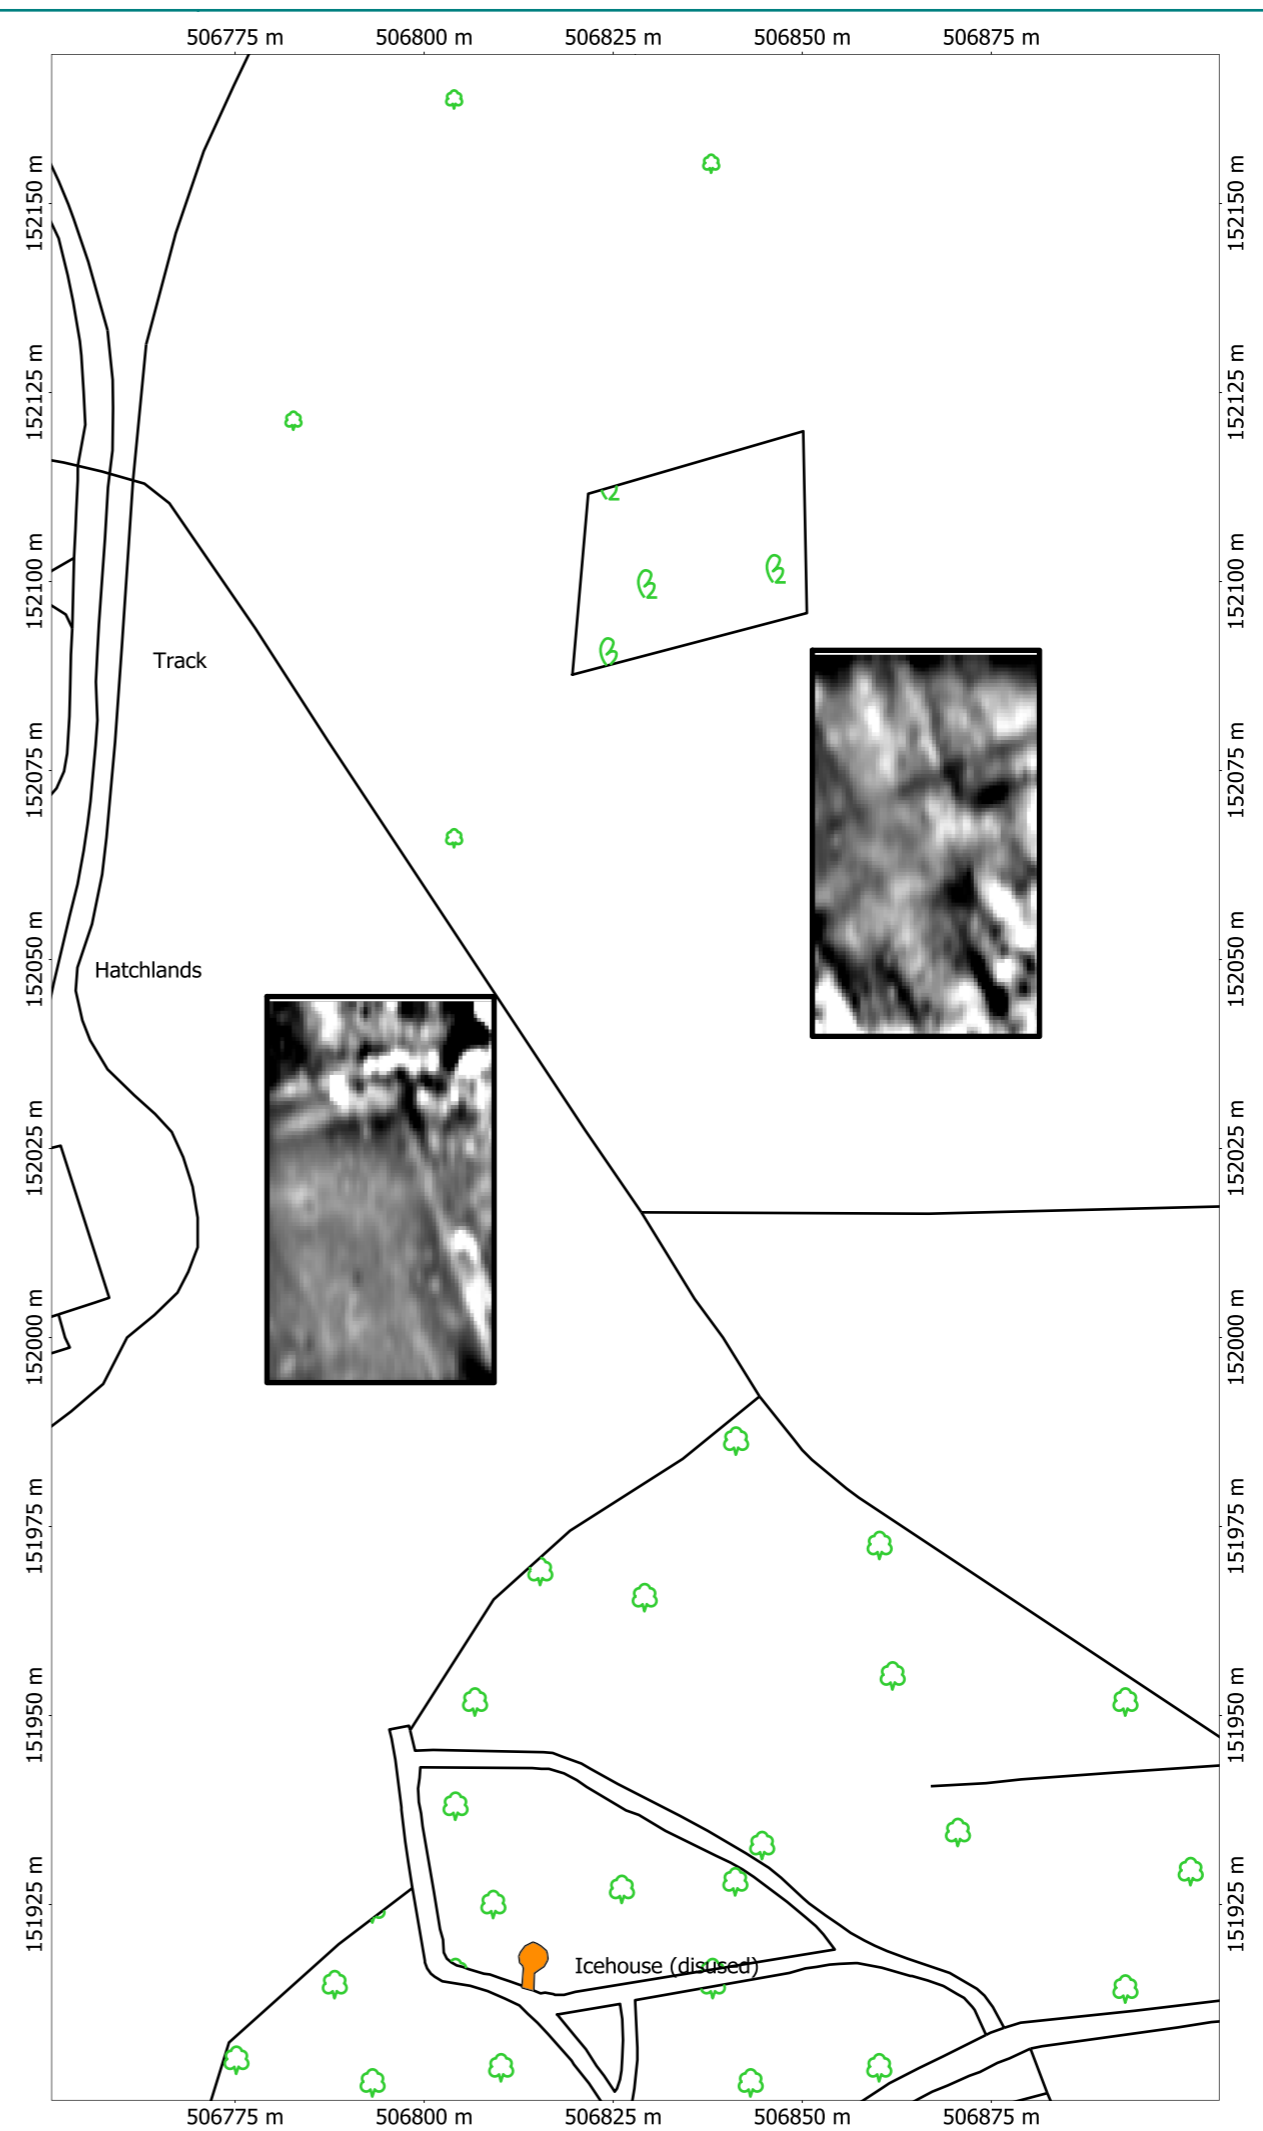 506775 m 506800 m 506825 m 506850 m 506875 m
152150 m 152150 m
152125 m 152125 m
152100 m 152100 m
Track
152075 m 152075 m
152050 m 152050 m
Hatchlands
152025 m 152025 m
152000 m 152000 m
151975 m 151975 m
151950 m 151950 m
151925 m 151925 m
Icehouse (disused)
506775 m 506800 m 506825 m 506850 m 506875 m